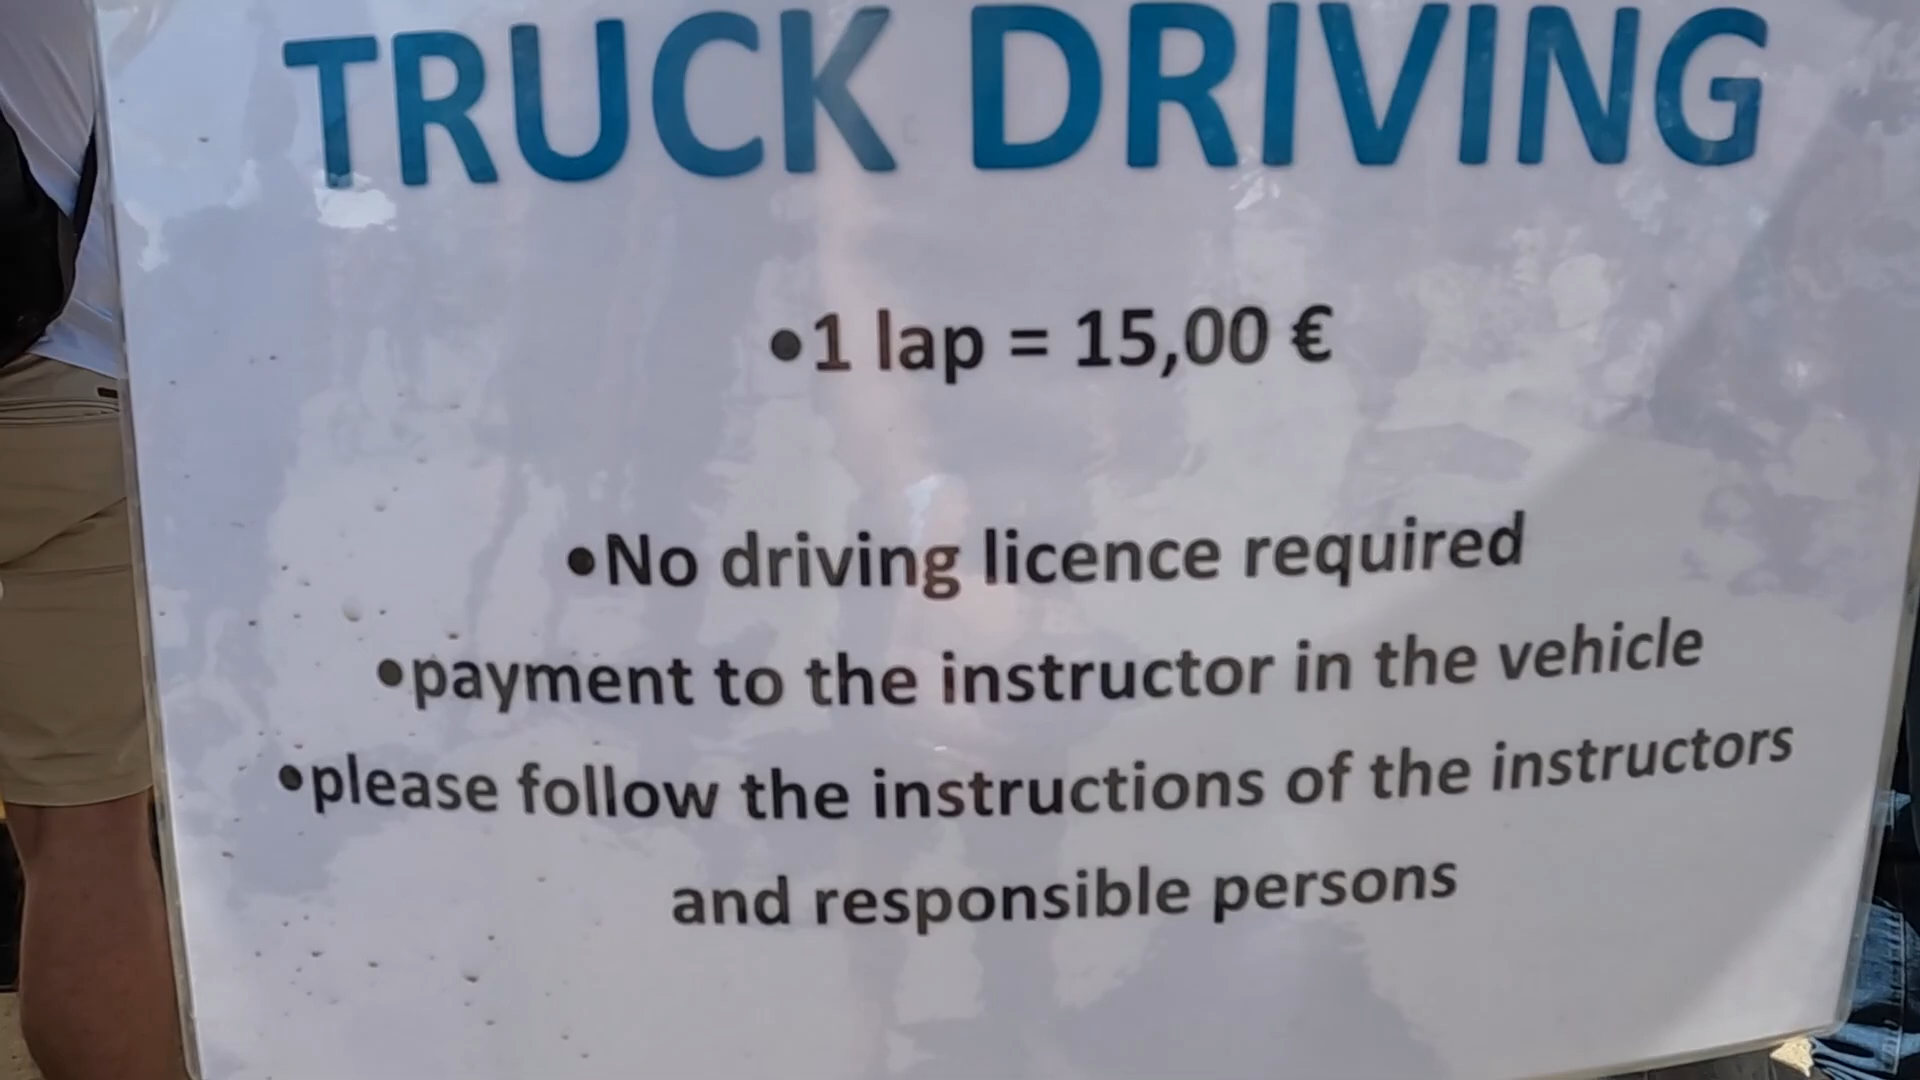 TRUCK DRIVING
•1 lap = 15,00 €
•No driving licence required
•payment to the instructor in the vehicle
•please follow the instructions of the instructors
and responsible persons